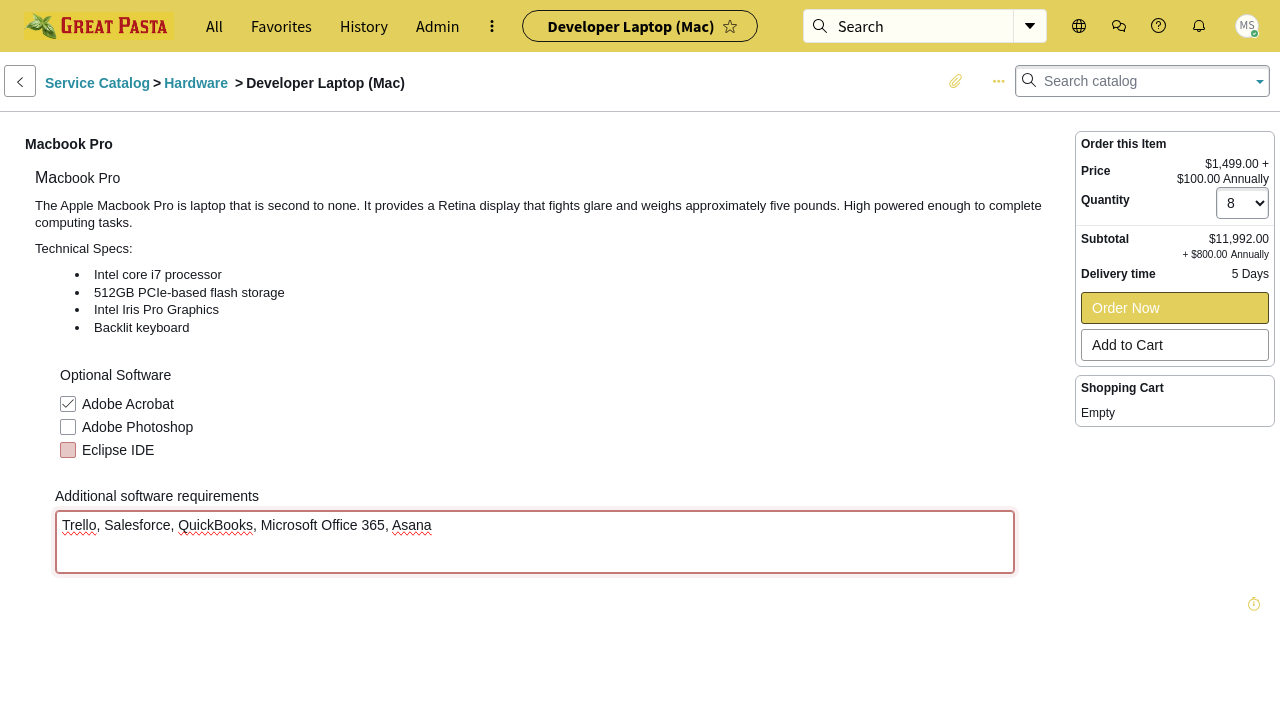 GREAT PASTA
All
Favorites
History
Admin
Developer Laptop (Mac)
Search
MS
Service Catalog > Hardware > Developer Laptop (Mac)
Search catalog
Macbook Pro
Macbook Pro
The Apple Macbook Pro is laptop that is second to none. It provides a Retina display that fights glare and weighs approximately five pounds. High powered enough to complete
computing tasks.
Technical Specs:
Intel core i7 processor
512GB PCIe-based flash storage
Intel Iris Pro Graphics
Backlit keyboard
Optional Software
Adobe Acrobat
Adobe Photoshop
Eclipse IDE
Additional software requirements
Trello, Salesforce, QuickBooks, Microsoft Office 365, Asana
Order this Item
Price
$1,499.00 +
$100.00 Annually
Quantity
8
Subtotal
$11,992.00
+ $800.00 Annually
Delivery time
5 Days
Order Now
Add to Cart
Shopping Cart
Empty